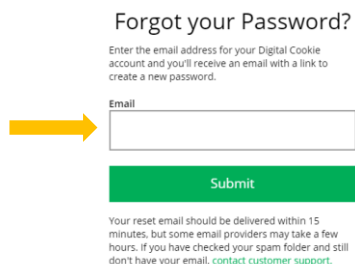 Forgot your Password?
Enter the email address for your Digital Cookie
account and you'll receive an email with a link to
create a new password.
Email
Submit
Your reset email should be delivered within 15
minutes, but some email providers may take a few
hours. If you have checked your spam folder and still
don't have your email, contact customer support.